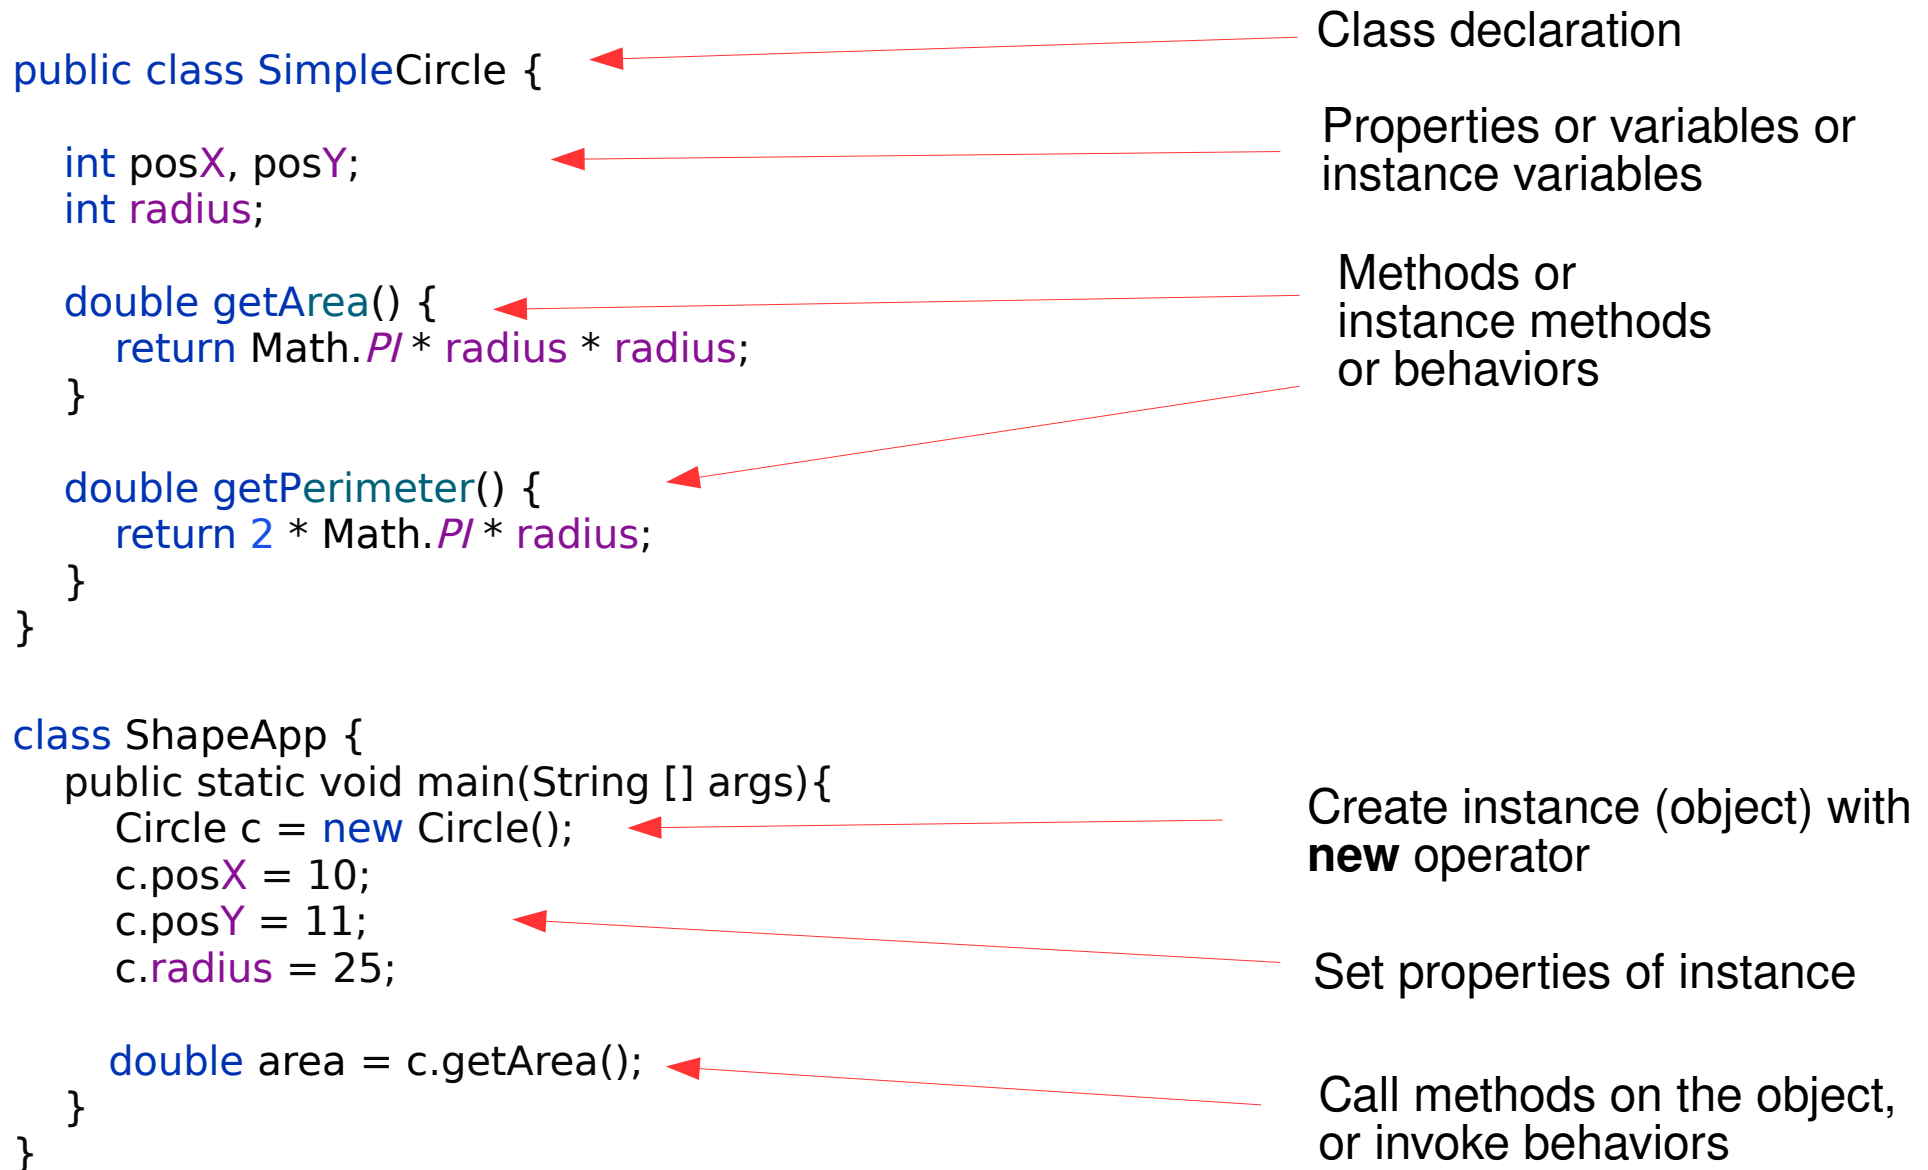 public class SimpleCircle {
Class declaration
int posX, posY;
int radius;
Properties or variables or
instance variables
double getArea() {
return Math.PI * radius * radius;
}
Methods or
instance methods
or behaviors
double getPerimeter() {
return 2 * Math.PI * radius;
}
}
class ShapeApp {
public static void main(String [] args){
Circle c = new Circle();
Create instance (object) with
new operator
c.posX = 10;
c.posY = 11;
c.radius = 25;
Set properties of instance
double area = c.getArea();
Call methods on the object,
or invoke behaviors
}
}